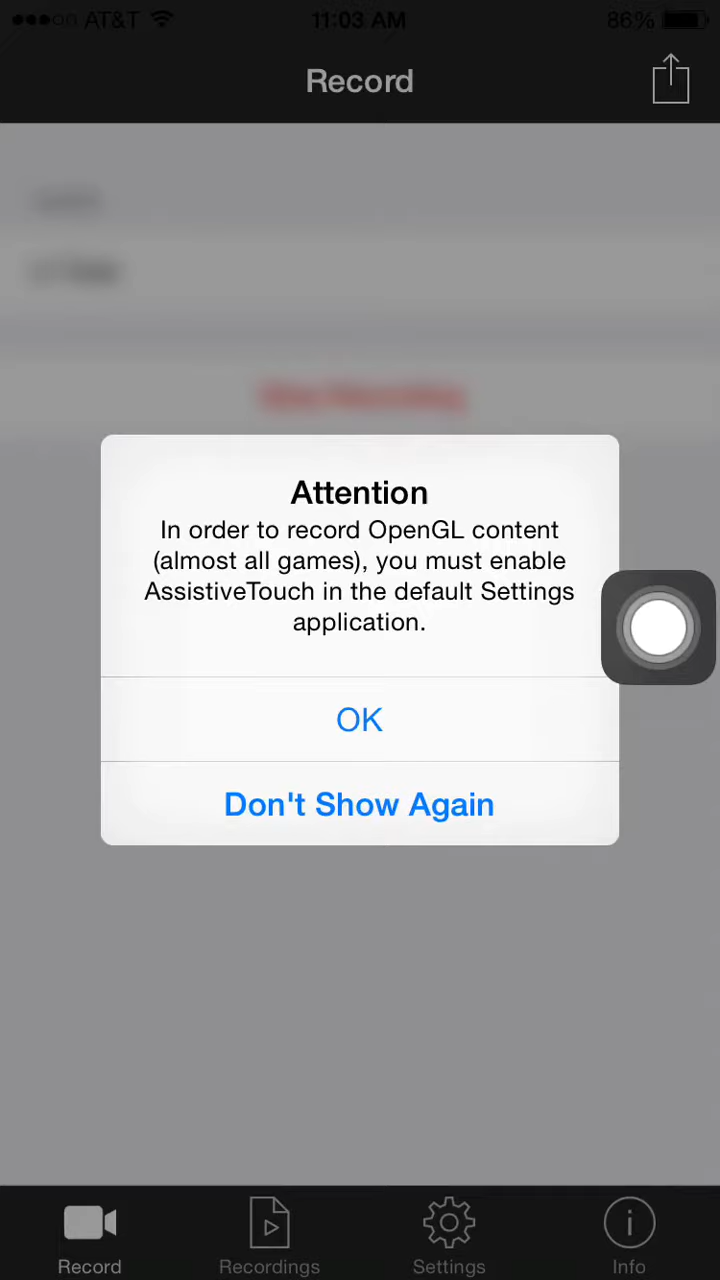 AT&T 11:03 AM 86%
Record
Attention
In order to record OpenGL content
(almost all games), you must enable
AssistiveTouch in the default Settings
application.
OK
Don't Show Again
Record Recordings Settings Info